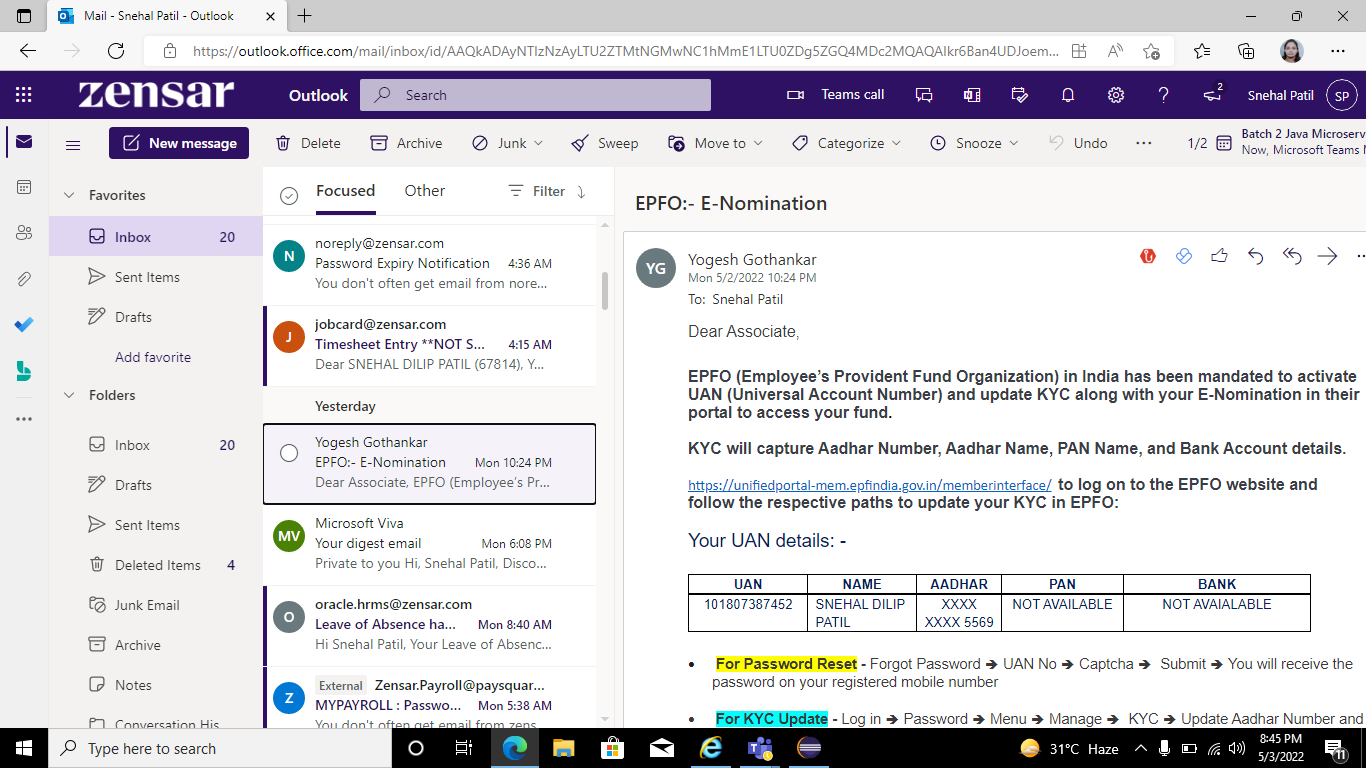 Mail - Snehal Patil - Outlook
https://outlook.office.com/mail/inbox/id/AAQkADAyNTIzNzAyLTU2ZTMtNGMwNC1hMmE1LTU0ZDg5ZGQ4MDc2MQAQAIkr6Ban4UDJoem...
zensar
Outlook
Search
Teams call
2
Snehal Patil
SP
New message
Delete
Archive
Junk
Sweep
Move to
Categorize
Snooze
Undo
1/2
Batch 2 Java Microserv
Now, Microsoft Teams
Favorites
Inbox 20
Sent Items
Drafts
Add favorite
Folders
Inbox 20
Drafts
Sent Items
Deleted Items 4
Junk Email
Archive
Notes
Conversation His
Focused
Other
Filter
N
noreply@zensar.com
Password Expiry Notification 4:36 AM
You don't often get email from nore...
J
jobcard@zensar.com
Timesheet Entry **NOT S... 4:15 AM
Dear SNEHAL DILIP PATIL (67814), Y...
Yesterday
Yogesh Gothankar
EPFO:- E-Nomination Mon 10:24 PM
Dear Associate, EPFO (Employee's Pr...
MV
Microsoft Viva
Your digest email Mon 6:08 PM
Private to you Hi, Snehal Patil, Disco...
O
oracle.hrms@zensar.com
Leave of Absence ha... Mon 8:40 AM
Hi Snehal Patil, Your Leave of Absenc...
Z
External Zensar.Payroll@paysquar...
MYPAYROLL : Passwo... Mon 5:38 AM
You don't often get email from zens
EPFO:- E-Nomination
YG
Yogesh Gothankar
Mon 5/2/2022 10:24 PM
To: Snehal Patil
Dear Associate,
EPFO (Employee's Provident Fund Organization) in India has been mandated to activate
UAN (Universal Account Number) and update KYC along with your E-Nomination in their
portal to access your fund.
KYC will capture Aadhar Number, Aadhar Name, PAN Name, and Bank Account details.
https://unifiedportal-mem.epfindia.gov.in/memberinterface/ to log on to the EPFO website and
follow the respective paths to update your KYC in EPFO:
Your UAN details: -
UAN NAME AADHAR PAN BANK
101807387452 SNEHAL DILIP XXXX NOT AVAILABLE NOT AVAIALABLE
PATIL XXXX 5569
• For Password Reset - Forgot Password ➔ UAN No ➔ Captcha ➔ Submit ➔ You will receive the
password on your registered mobile number
• For KYC Update - Log in ➔ Password ➔ Menu ➔ Manage ➔ KYC ➔ Update Aadhar Number and
Type here to search
31°C Haze
8:45 PM
5/3/2022
11